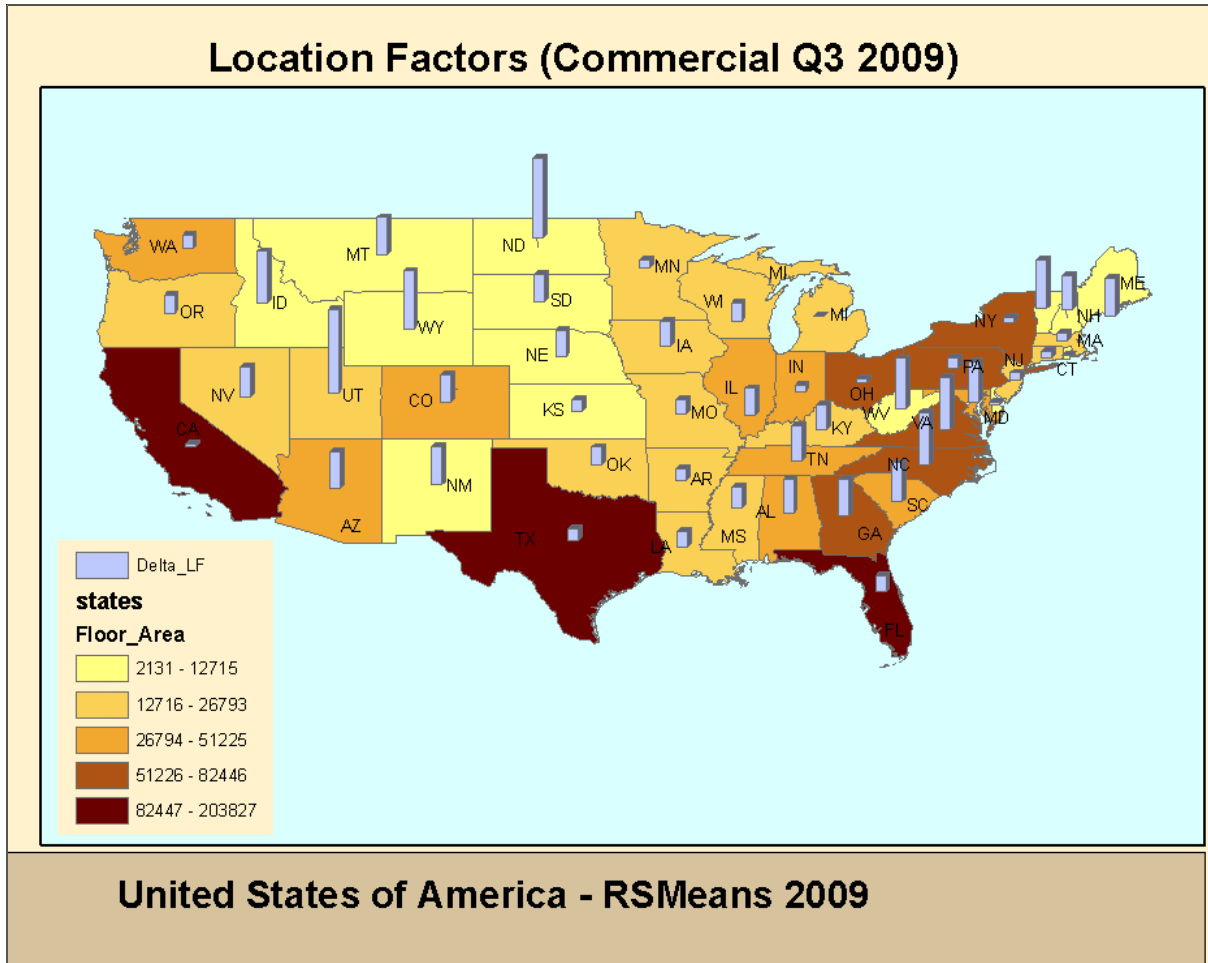 Location Factors (Commercial Q3 2009)
WA
MT
ND
MN
MI
ME
OR
ID
SD
WI
MI
NY
NH
WY
MA
IA
NE
NJ
PA
CT
NV
UT
CO
IL
IN
OH
WV
MD
KS
MO
KY
VA
CA
NC
OK
TN
NM
AR
SC
AZ
TX
LA
MS
AL
GA
FL
Delta_LF
states
Floor_Area
2131 - 12715
12716 - 26793
26794 - 51225
51226 - 82446
82447 - 203827
United States of America - RSMeans 2009